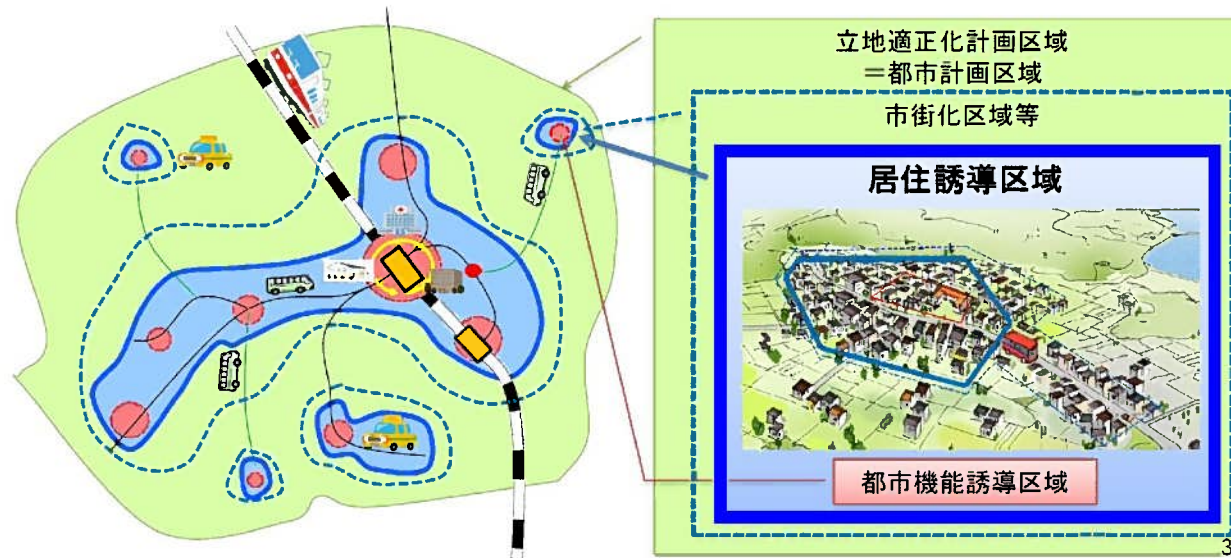 立地適正化計画区域
＝都市計画区域
市街化区域等
居住誘導区域
都市機能誘導区域
3